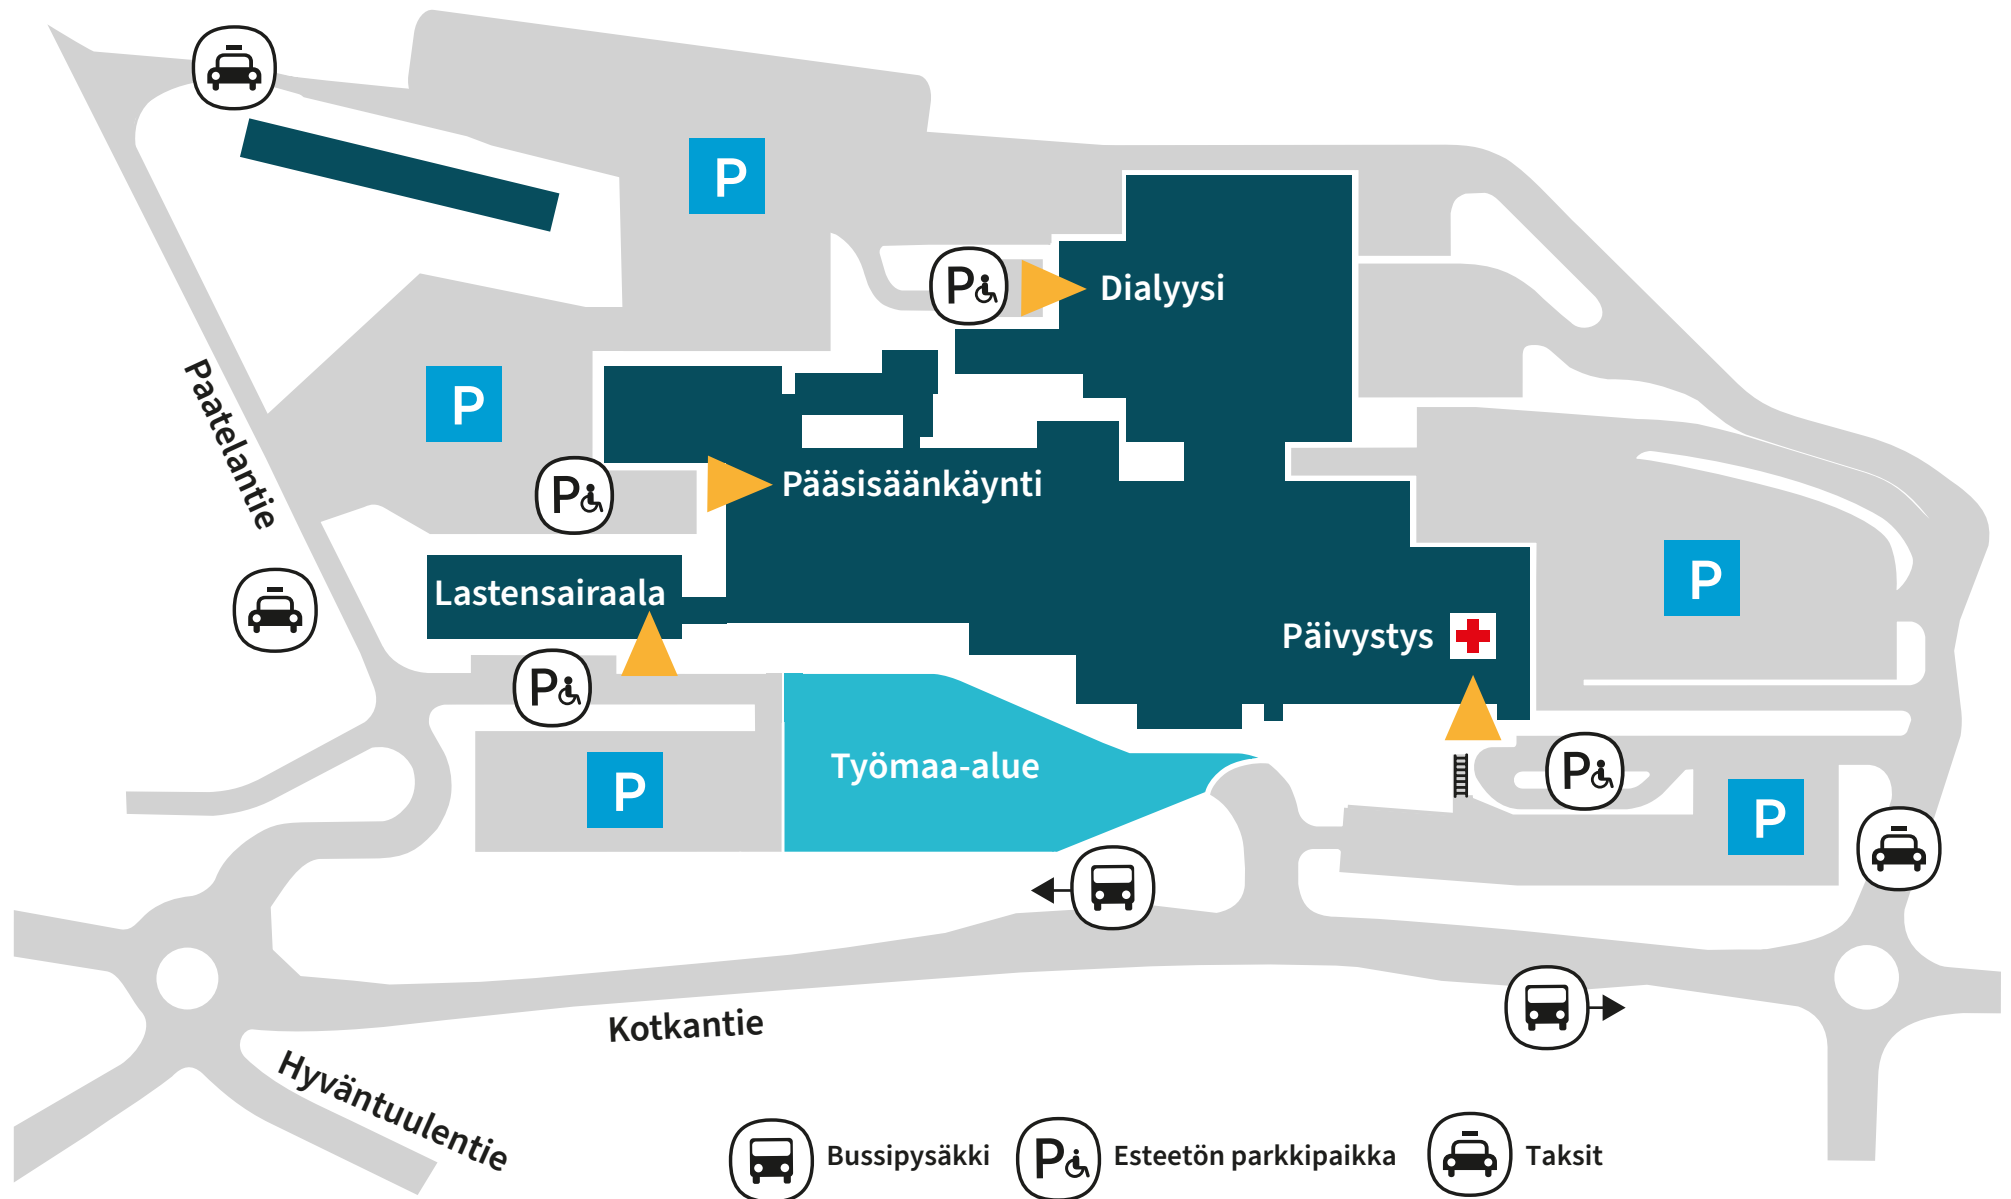 P
P Dialyysi
Paatelantie
P
P Pääsisäänkäynti
Lastensairaala
P
Päivystys
P
P
Työmaa-alue
P
P
P
Kotkantie
Hyväntuulentie
Bussipysäkki
P Esteetön parkkipaikka
Taksit